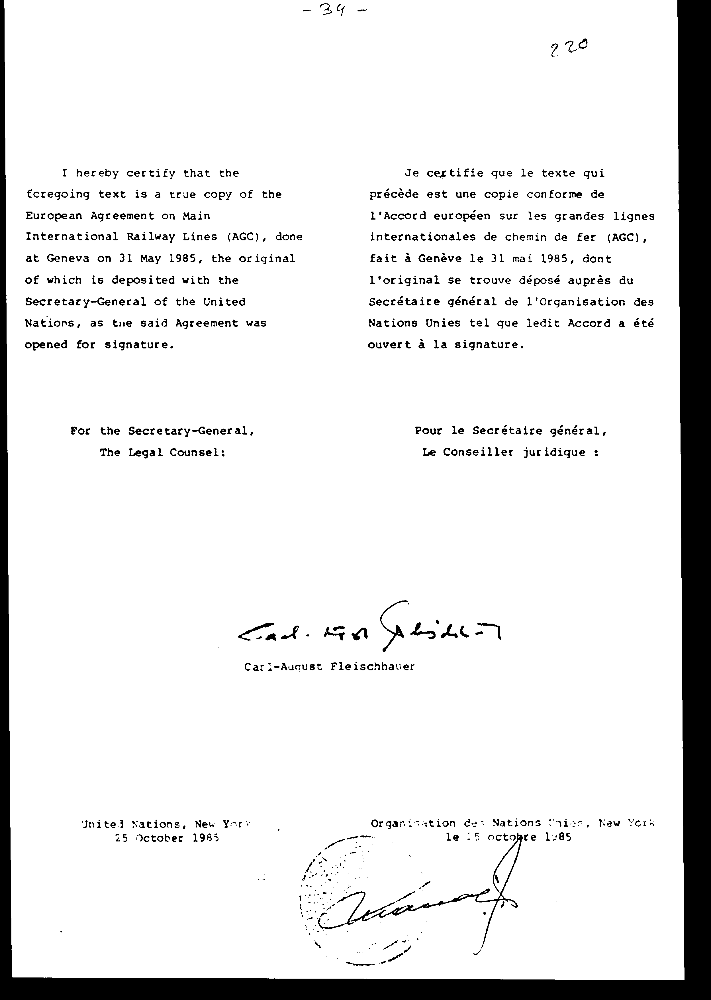 - 34 -
220
I hereby certify that the
foregoing text is a true copy of the
European Agreement on Main
International Railway Lines (AGC), done
at Geneva on 31 May 1985, the original
of which is deposited with the
Secretary-General of the United
Nations, as the said Agreement was
opened for signature.
Je certifie que le texte qui
précède est une copie conforme de
l'Accord européen sur les grandes lignes
internationales de chemin de fer (AGC),
fait à Genève le 31 mai 1985, dont
l'original se trouve déposé auprès du
Secrétaire général de l'Organisation des
Nations Unies tel que ledit Accord a été
ouvert à la signature.
For the Secretary-General,
The Legal Counsel:
Pour le Secrétaire général,
Le Conseiller juridique :
Carl-August Fleischhauer
United Nations, New York
25 October 1985
Organisation des Nations Unies, New York
le 25 octobre 1985